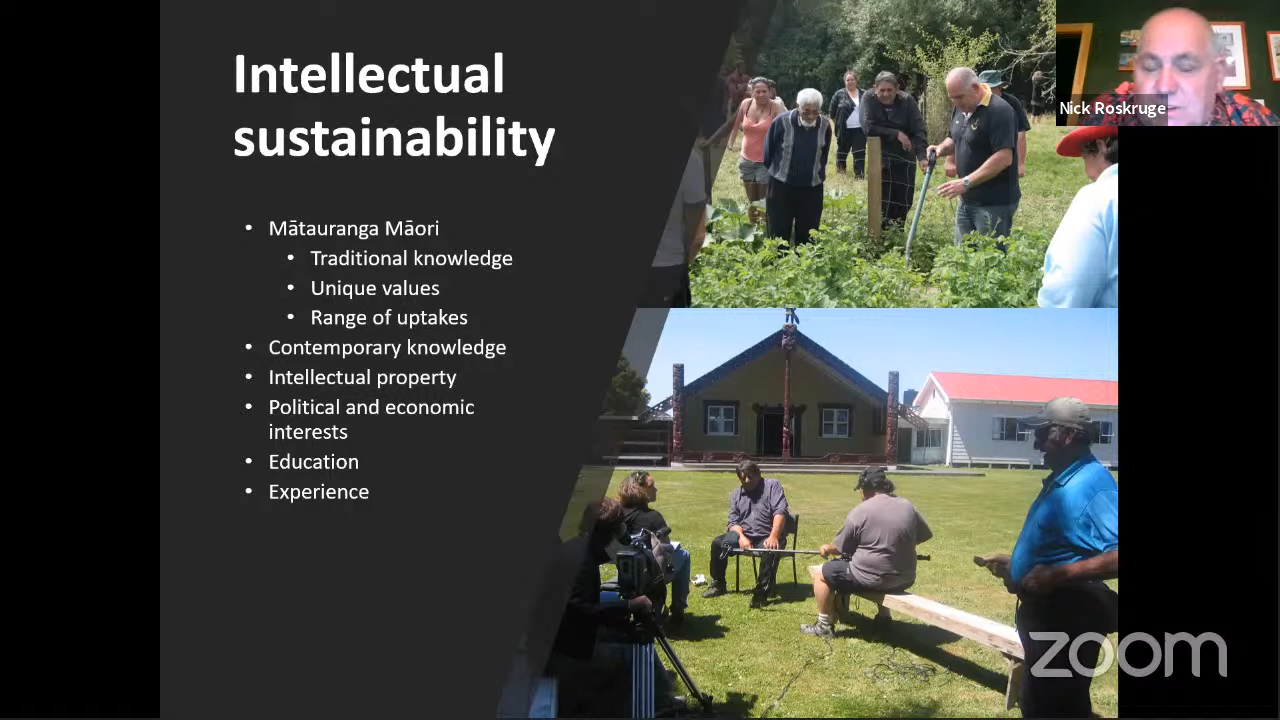 Intellectual
sustainability
• Mātauranga Māori
• Traditional knowledge
• Unique values
• Range of uptakes
• Contemporary knowledge
• Intellectual property
• Political and economic
interests
• Education
• Experience
Nick Roskruge
zoom